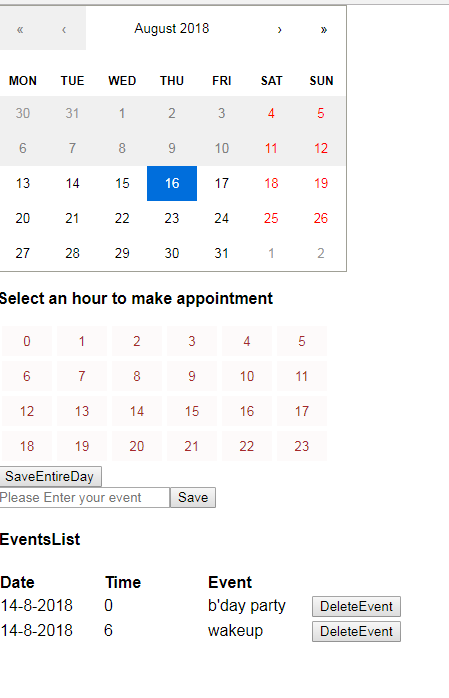 « ‹ August 2018 › »
MON TUE WED THU FRI SAT SUN
30 31 1 2 3 4 5
6 7 8 9 10 11 12
13 14 15 16 17 18 19
20 21 22 23 24 25 26
27 28 29 30 31 1 2
Select an hour to make appointment
0 1 2 3 4 5
6 7 8 9 10 11
12 13 14 15 16 17
18 19 20 21 22 23
SaveEntireDay
Please Enter your event Save
EventsList
Date Time Event
14-8-2018 0 b'day party DeleteEvent
14-8-2018 6 wakeup DeleteEvent